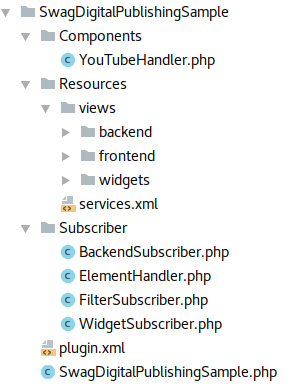 SwagDigitalPublishingSample
Components
YouTubeHandler.php
Resources
views
backend
frontend
widgets
services.xml
Subscriber
BackendSubscriber.php
ElementHandler.php
FilterSubscriber.php
WidgetSubscriber.php
plugin.xml
SwagDigitalPublishingSample.php